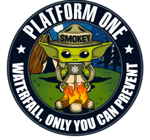 PLATFORM ONE
SMOKEY
WATERFALL, ONLY YOU CAN PREVENT